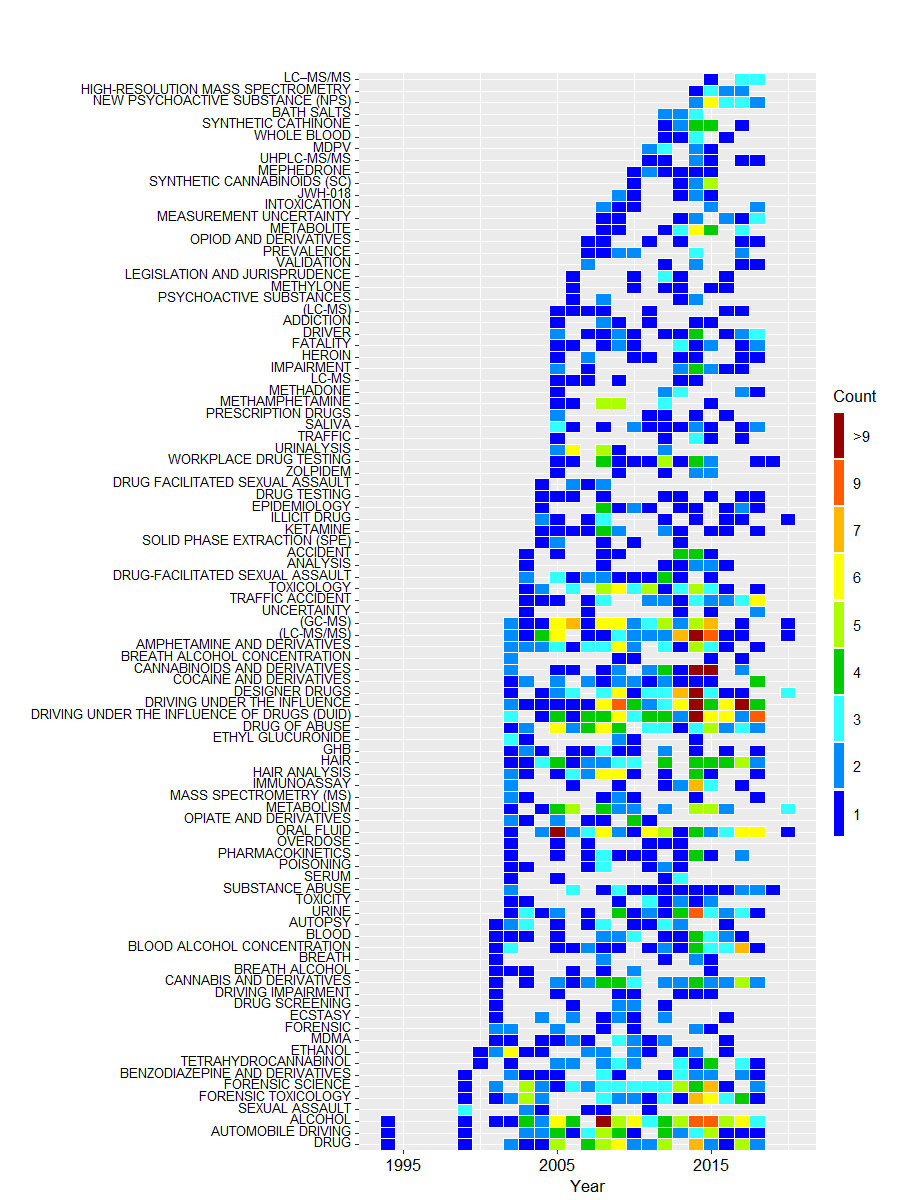 LC–MS/MS
HIGH-RESOLUTION MASS SPECTROMETRY
NEW PSYCHOACTIVE SUBSTANCE (NPS)
BATH SALTS
SYNTHETIC CATHINONE
WHOLE BLOOD
MDPV
UHPLC-MS/MS
MEPHEDRONE
SYNTHETIC CANNABINOIDS (SC)
JWH-018
INTOXICATION
MEASUREMENT UNCERTAINTY
METABOLITE
OPIOD AND DERIVATIVES
PREVALENCE
VALIDATION
LEGISLATION AND JURISPRUDENCE
METHYLONE
PSYCHOACTIVE SUBSTANCES
(LC-MS)
ADDICTION
DRIVER
FATALITY
HEROIN
IMPAIRMENT
LC-MS
METHADONE
METHAMPHETAMINE
PRESCRIPTION DRUGS
SALIVA
TRAFFIC
URINALYSIS
WORKPLACE DRUG TESTING
ZOLPIDEM
DRUG FACILITATED SEXUAL ASSAULT
DRUG TESTING
EPIDEMIOLOGY
ILLICIT DRUG
KETAMINE
SOLID PHASE EXTRACTION (SPE)
ACCIDENT
ANALYSIS
DRUG-FACILITATED SEXUAL ASSAULT
TOXICOLOGY
TRAFFIC ACCIDENT
UNCERTAINTY
(GC-MS)
(LC-MS/MS)
AMPHETAMINE AND DERIVATIVES
BREATH ALCOHOL CONCENTRATION
CANNABINOIDS AND DERIVATIVES
COCAINE AND DERIVATIVES
DESIGNER DRUGS
DRIVING UNDER THE INFLUENCE
DRIVING UNDER THE INFLUENCE OF DRUGS (DUID)
DRUG OF ABUSE
ETHYL GLUCURONIDE
GHB
HAIR
HAIR ANALYSIS
IMMUNOASSAY
MASS SPECTROMETRY (MS)
METABOLISM
OPIATE AND DERIVATIVES
ORAL FLUID
OVERDOSE
PHARMACOKINETICS
POISONING
SERUM
SUBSTANCE ABUSE
TOXICITY
URINE
AUTOPSY
BLOOD
BLOOD ALCOHOL CONCENTRATION
BREATH
BREATH ALCOHOL
CANNABIS AND DERIVATIVES
DRIVING IMPAIRMENT
DRUG SCREENING
ECSTASY
FORENSIC
MDMA
ETHANOL
TETRAHYDROCANNABINOL
BENZODIAZEPINE AND DERIVATIVES
FORENSIC SCIENCE
FORENSIC TOXICOLOGY
SEXUAL ASSAULT
ALCOHOL
AUTOMOBILE DRIVING
DRUG
1995 2005 2015
Year
Count
>9
9
7
6
5
4
3
2
1